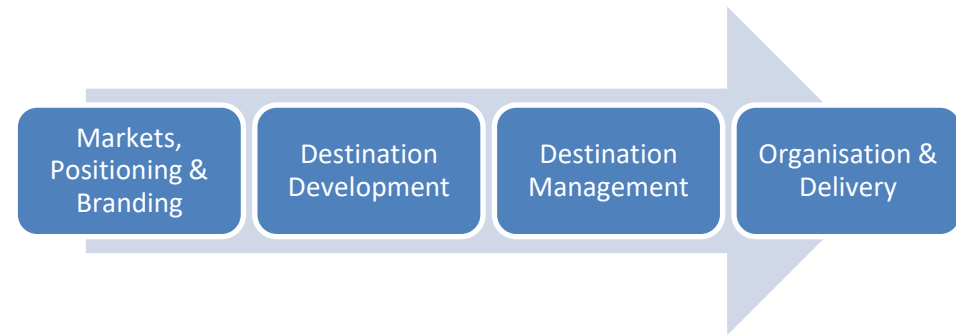 Markets,
Positioning &
Branding
Destination
Development
Destination
Management
Organisation &
Delivery